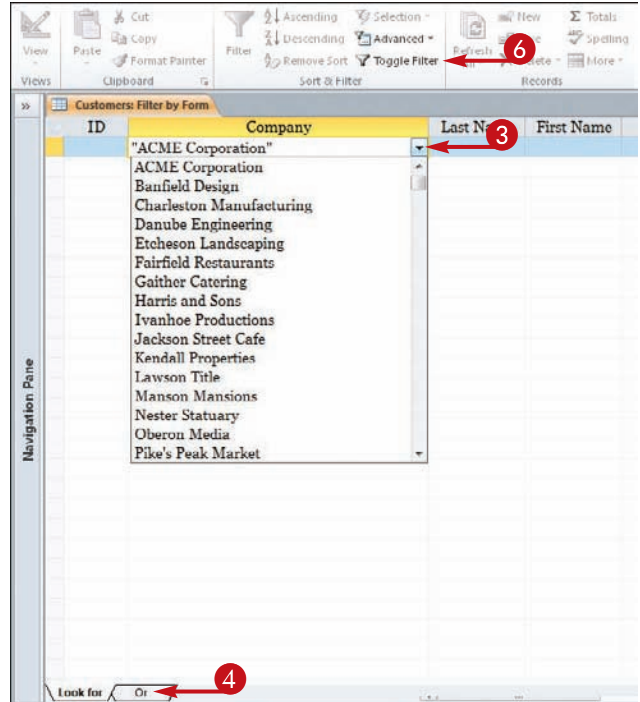 Cut Ascending Selection New Σ Totals
Copy Descending Advanced Spelling
View Paste Format Painter Filter Remove Sort Toggle Filter Refresh Delete More
6
Views Clipboard Sort & Filter Records
» Customers: Filter by Form
ID Company Last Na First Name
3
"ACME Corporation"
ACME Corporation
Banfield Design
Charleston Manufacturing
Danube Engineering
Etcheson Landscaping
Fairfield Restaurants
Gaither Catering
Harris and Sons
Ivanhoe Productions
Jackson Street Cafe
Kendall Properties
Lawson Title
Manson Mansions
Nester Statuary
Oberon Media
Pike's Peak Market
Navigation Pane
4
Look for Or